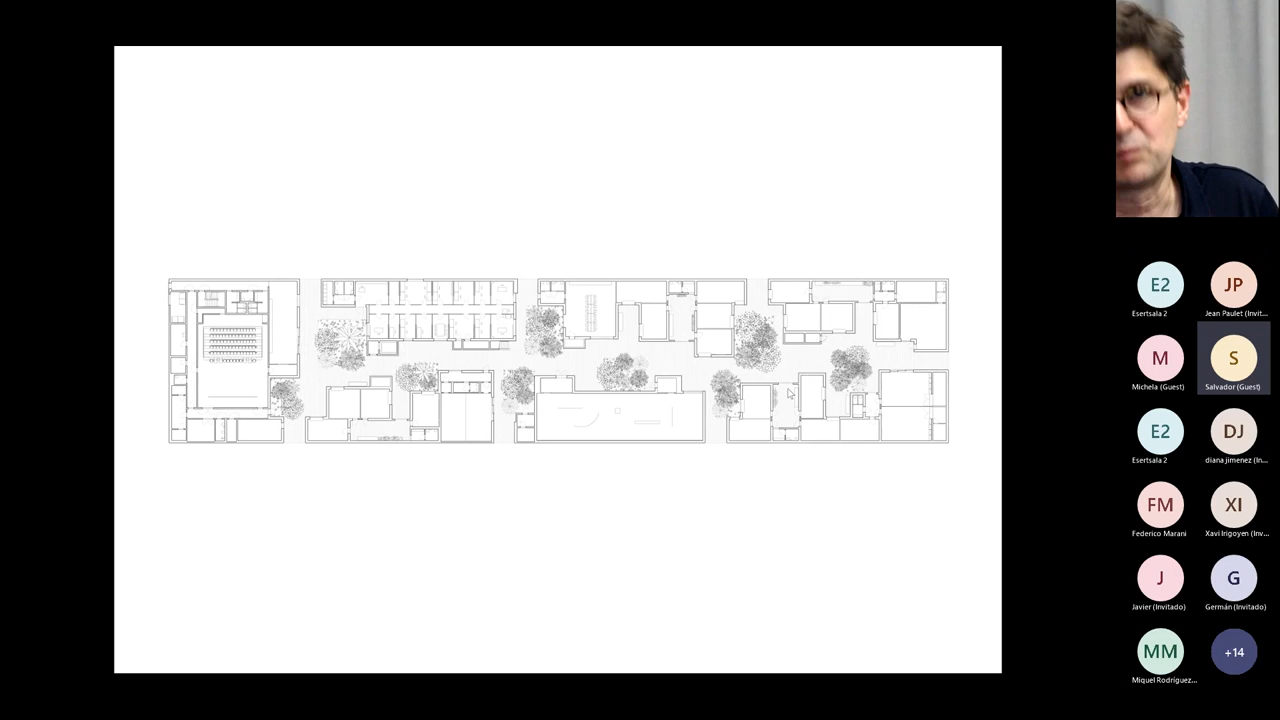 E2
Esertsala 2
JP
Jean Paulet (Invit...
M
Michela (Guest)
S
Salvador (Guest)
E2
Esertsala 2
DJ
diana jimenez (In...
FM
Federico Marani
XI
Xavi Irigoyen (Inv...
J
Javier (Invitado)
G
Germán (Invitado)
MM
Miquel Rodríguez...
+14